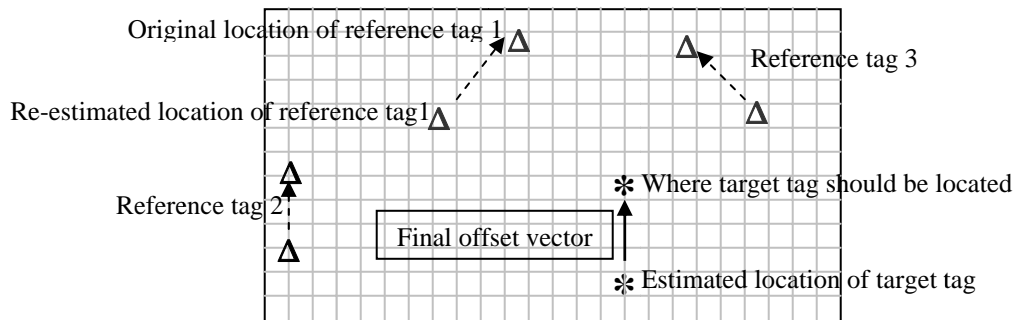 Original location of reference tag 1
Reference tag 3
Re-estimated location of reference tag1
Where target tag should be located
Reference tag 2
Final offset vector
Estimated location of target tag